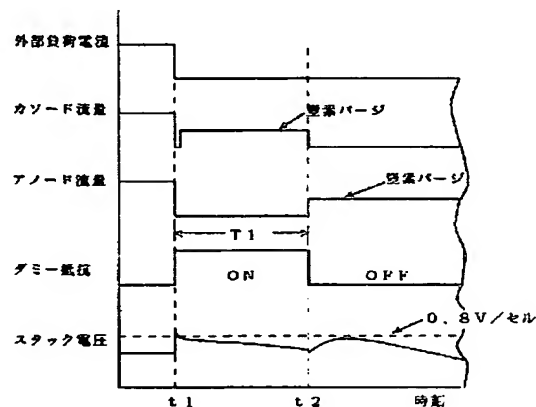 外部負荷電流
カソード流量
窒素パージ
アノード流量
窒素パージ
T1
ダミー抵抗
ON
OFF
0.8V/セル
スタック電圧
t1
t2
時間